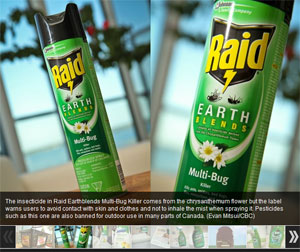 Raid
EARTH
BLENDS
Multi-Bug
Killer
Raid
EARTH
BLENDS
Multi-Bug
Killer
The insecticide in Raid Earthblends Multi-Bug Killer comes from the chrysanthemum flower but the label
warns users to avoid contact with skin and clothes and not to inhale the mist when spraying it. Pesticides
such as this one are also banned for outdoor use in many parts of Canada. (Evan Mitsui/CBC)